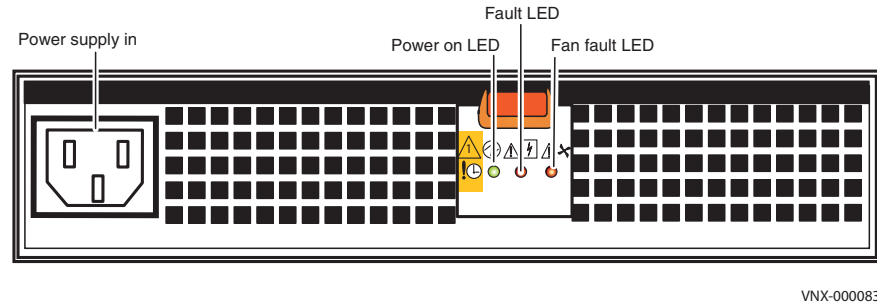 Fault LED
Power supply in
Power on LED
Fan fault LED
VNX-000083